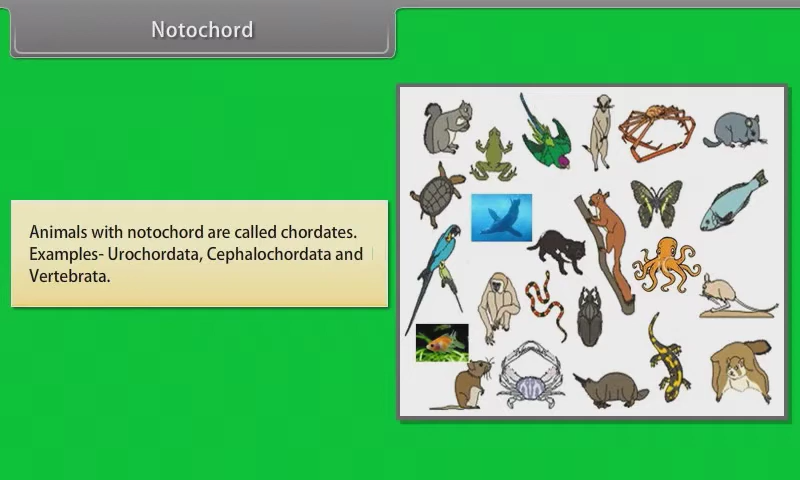 Notochord
Animals with notochord are called chordates.
Examples- Urochordata, Cephalochordata and
Vertebrata.